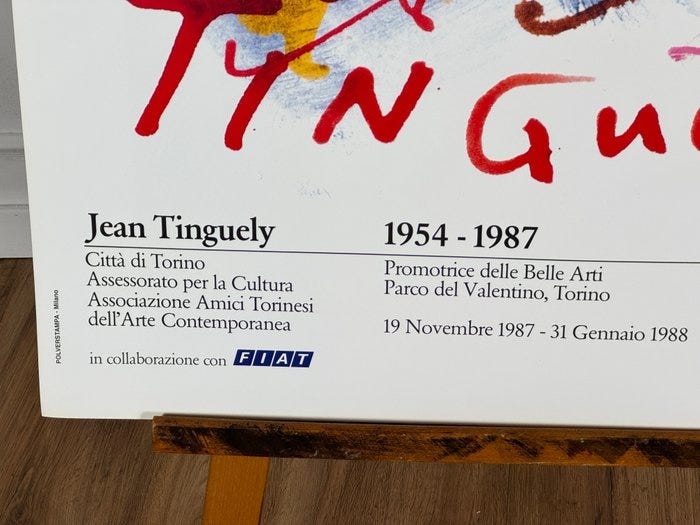 TINGU
Jean Tinguely
Città di Torino
Assessorato per la Cultura
Associazione Amici Torinesi
dell'Arte Contemporanea
in collaborazione con FIAT
1954 - 1987
Promotrice delle Belle Arti
Parco del Valentino, Torino
19 Novembre 1987 - 31 Gennaio 1988
POLVERSTAMPA - Milano